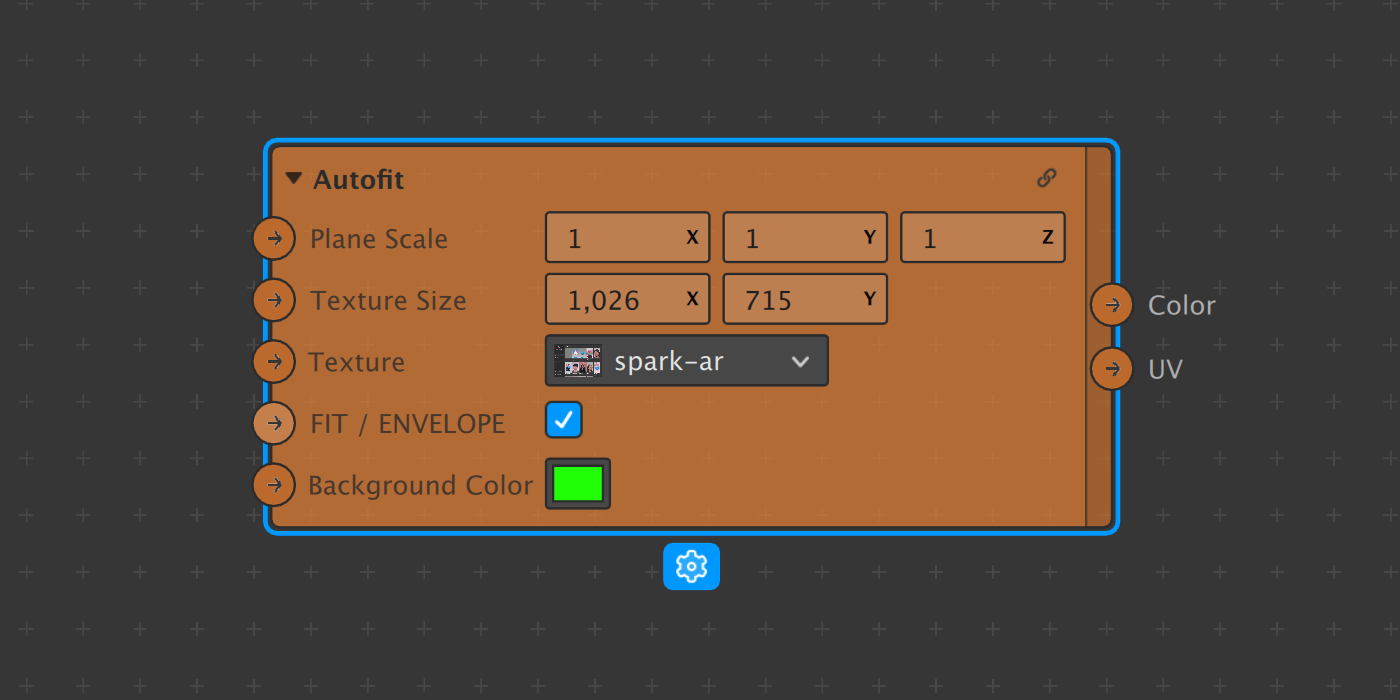 Autofit
Plane Scale 1 X 1 Y 1 Z
Texture Size 1,026 X 715 Y
Color
Texture spark-ar
UV
FIT / ENVELOPE
Background Color